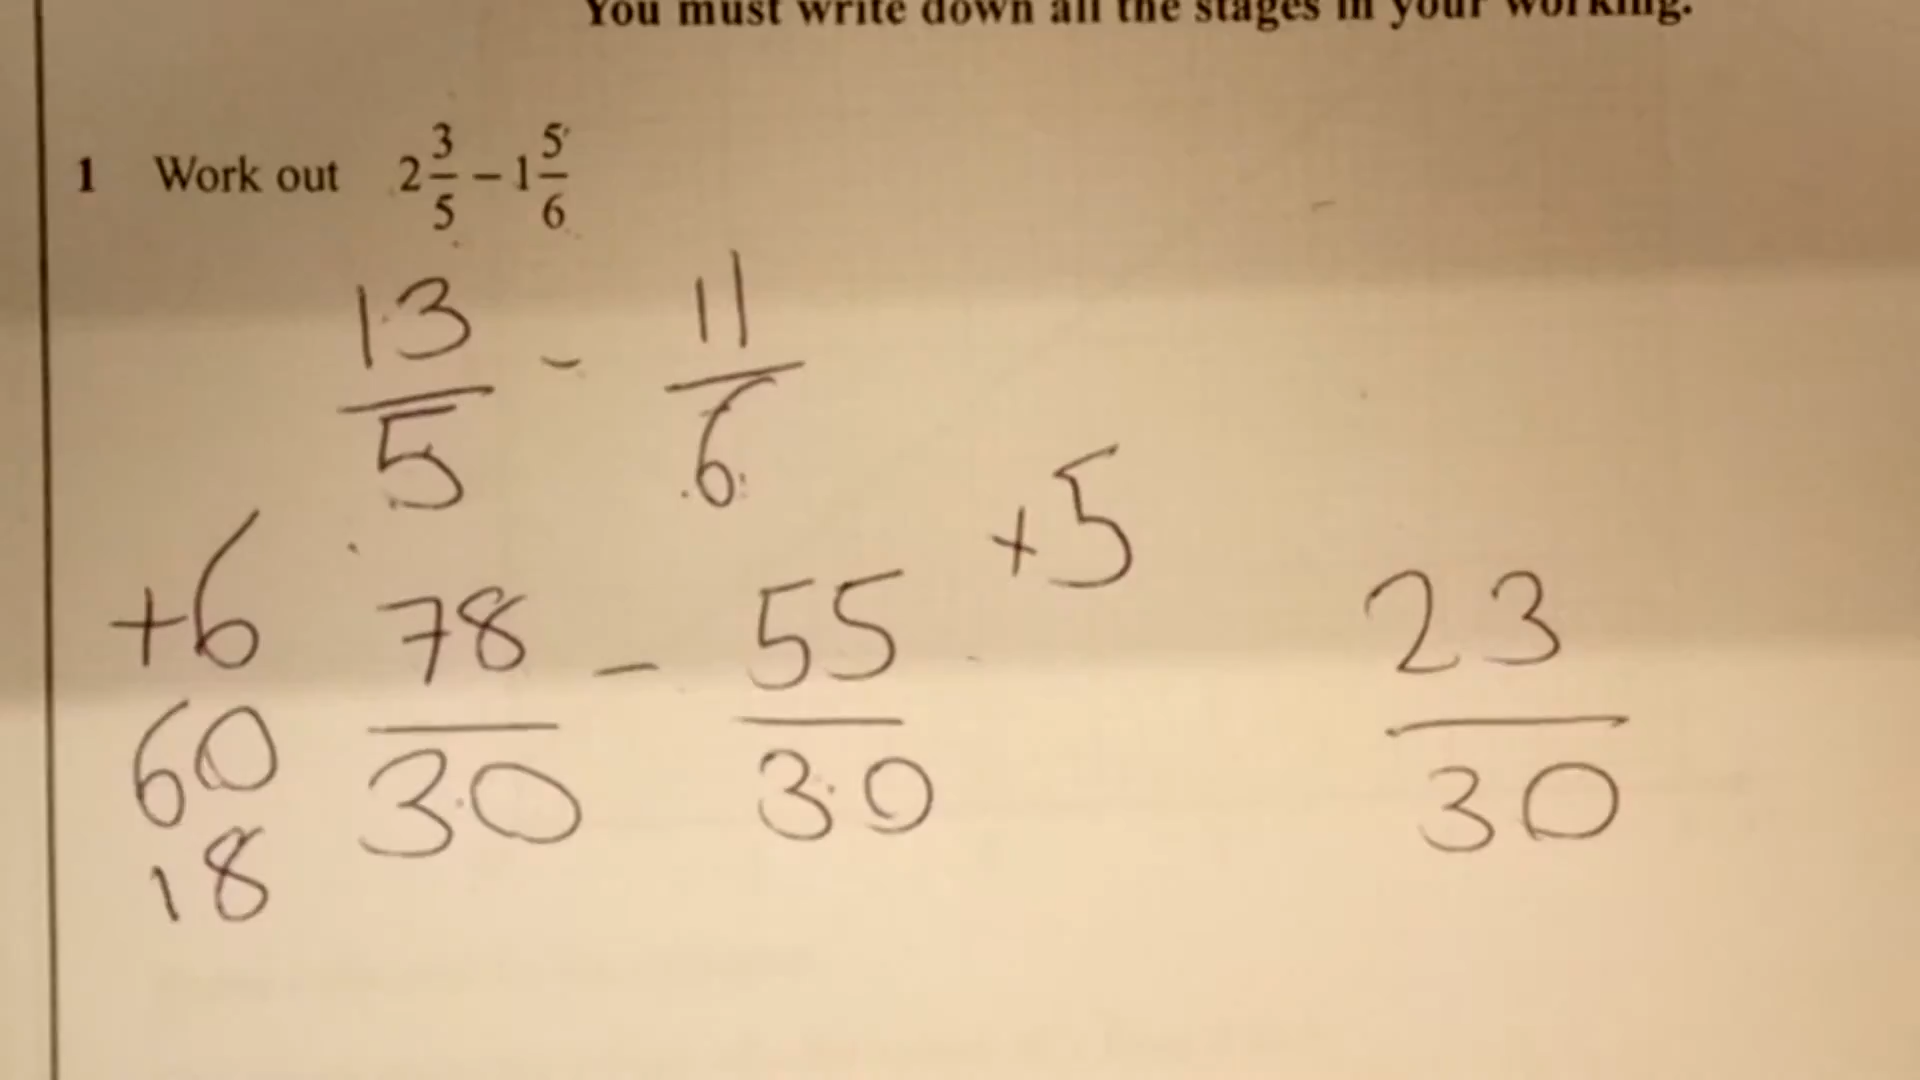 You must write down all the stages in your working.
1 Work out 2 3/5 - 1 5/6
13/5 - 11/6
+6 78/30 - 55/30 +5 23/30
60
18